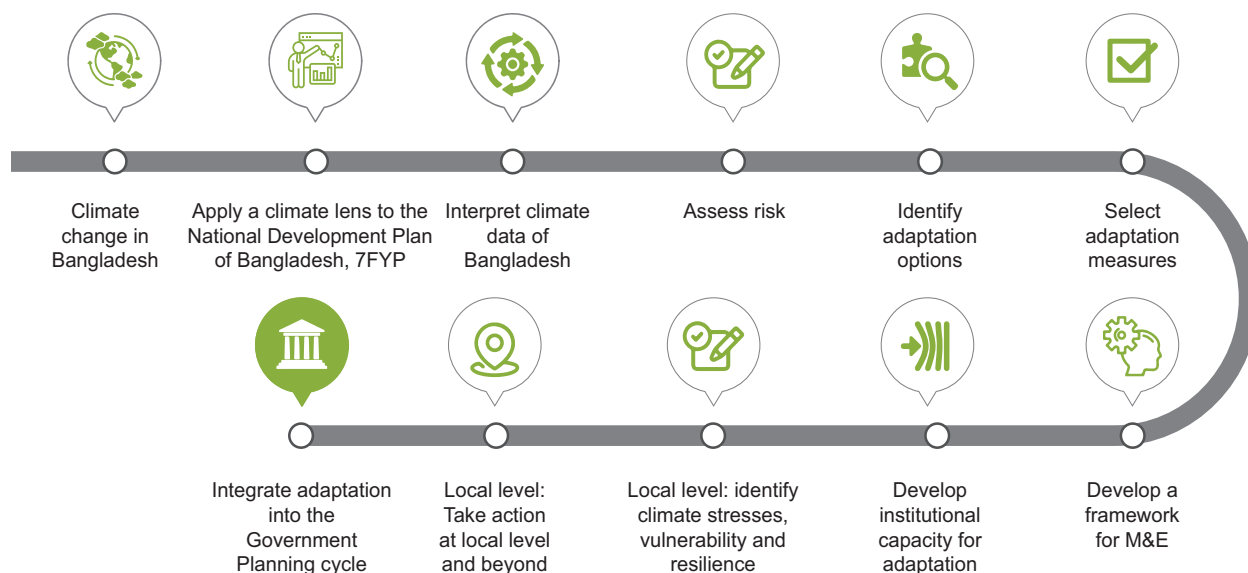 Climate
change in
Bangladesh
Apply a climate lens to the
National Development Plan
of Bangladesh, 7FYP
Interpret climate
data of
Bangladesh
Assess risk
Identify
adaptation
options
Select
adaptation
measures
Integrate adaptation
into the
Government
Planning cycle
Local level:
Take action
at local level
and beyond
Local level: identify
climate stresses,
vulnerability and
resilience
Develop
institutional
capacity for
adaptation
Develop a
framework
for M&E